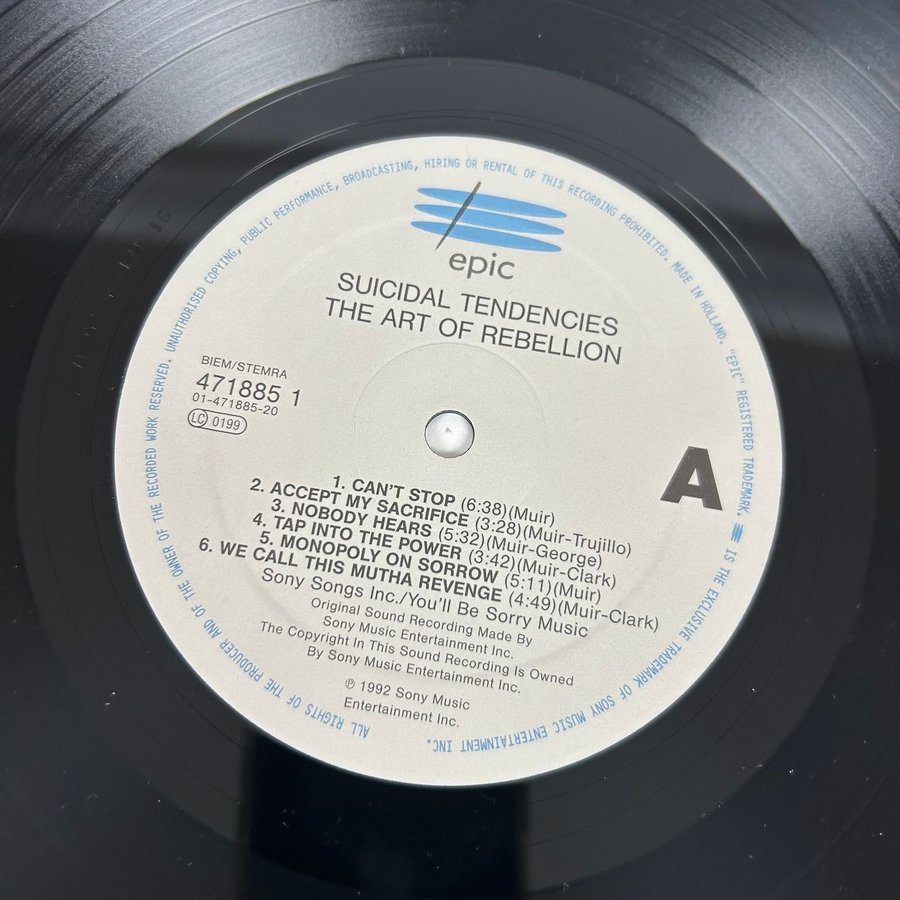 UNAUTHORISED COPYING, PUBLIC PERFORMANCE, BROADCASTING, HIRING OR RENTAL OF THIS RECORDING PROHIBITED. MADE IN HOLLAND. "EPIC" REGISTERED TRADEMARK. IS THE EXCLUSIVE TRADEMARK OF SONY MUSIC ENTERTAINMENT INC.
ALL RIGHTS OF THE PRODUCER AND OF THE OWNER OF THE RECORDED WORK RESERVED.
epic
SUICIDAL TENDENCIES
THE ART OF REBELLION
BIEM/STEMRA
471885 1
01-471885-20
LC 0199
A
1. CAN'T STOP (6:38)(Muir)
2. ACCEPT MY SACRIFICE (3:28)(Muir-Trujillo)
3. NOBODY HEARS (5:32)(Muir-George)
4. TAP INTO THE POWER (3:42)(Muir-Clark)
5. MONOPOLY ON SORROW (5:11)(Muir)
6. WE CALL THIS MUTHA REVENGE (4:49)(Muir-Clark)
Sony Songs Inc./You'll Be Sorry Music
Original Sound Recording Made By
Sony Music Entertainment Inc.
The Copyright In This Sound Recording Is Owned
By Sony Music Entertainment Inc.
℗ 1992 Sony Music
Entertainment Inc.